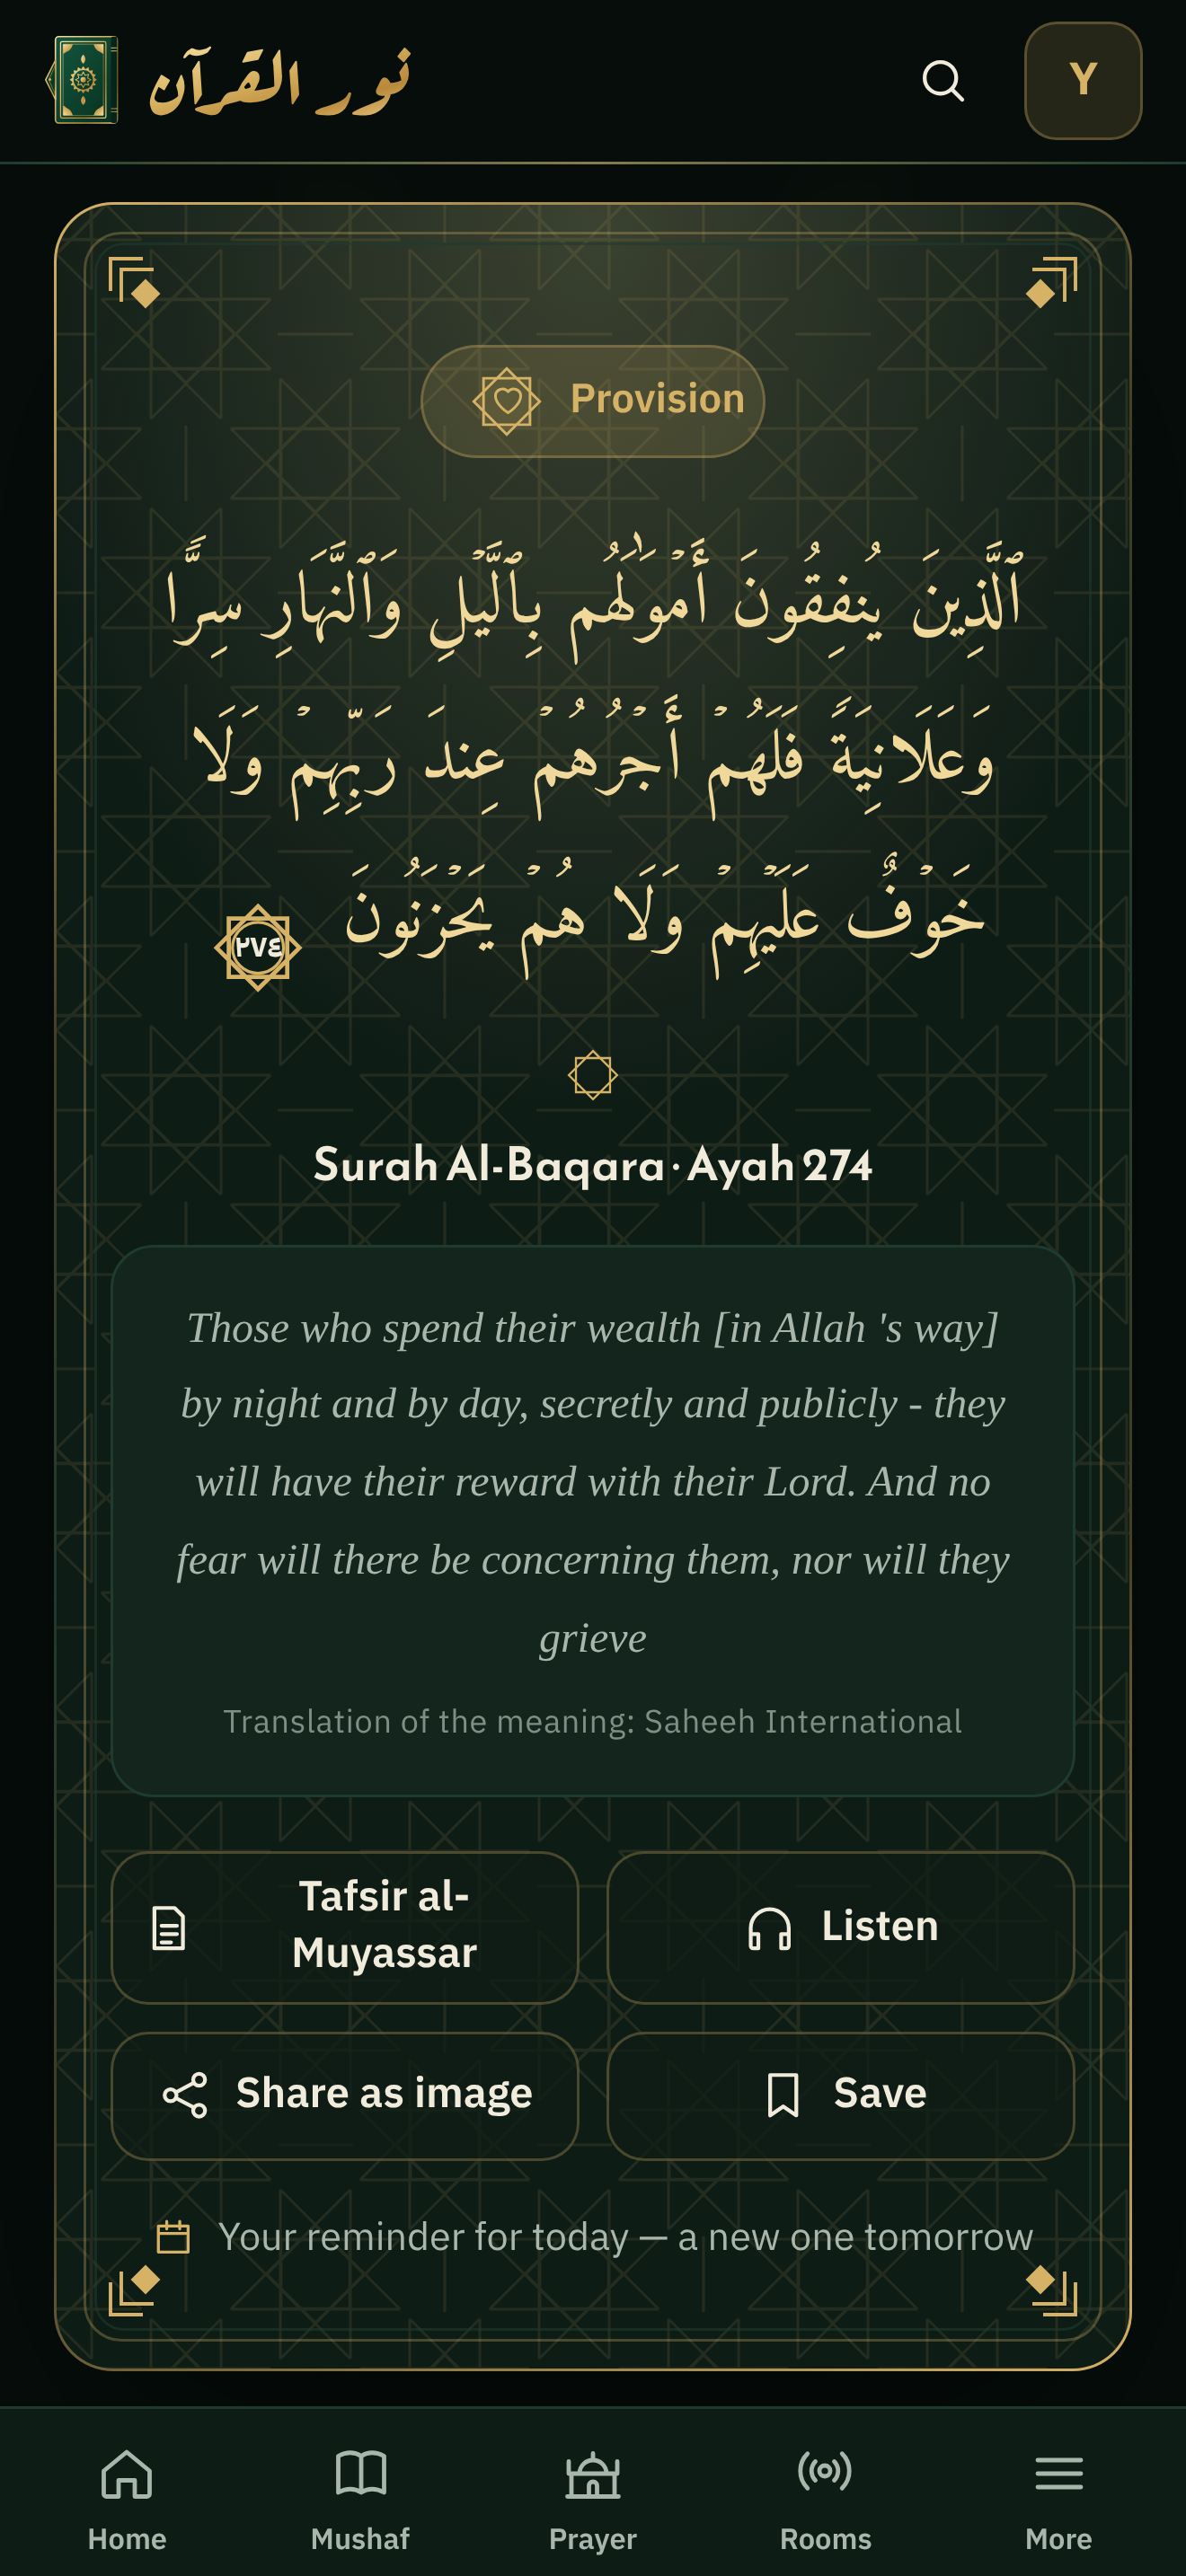 نور القرآن
Y
Provision
ٱلَّذِينَ يُنفِقُونَ أَمۡوَٰلَهُم بِٱلَّيۡلِ وَٱلنَّهَارِ سِرّٗا
وَعَلَانِيَةٗ فَلَهُمۡ أَجۡرُهُمۡ عِندَ رَبِّهِمۡ وَلَا
خَوۡفٌ عَلَيۡهِمۡ وَلَا هُمۡ يَحۡزَنُونَ ٢٧٤
Surah Al-Baqara · Ayah 274
Those who spend their wealth [in Allah 's way]
by night and by day, secretly and publicly - they
will have their reward with their Lord. And no
fear will there be concerning them, nor will they
grieve
Translation of the meaning: Saheeh International
Tafsir al-
Muyassar
Listen
Share as image
Save
Your reminder for today — a new one tomorrow
Home
Mushaf
Prayer
Rooms
More